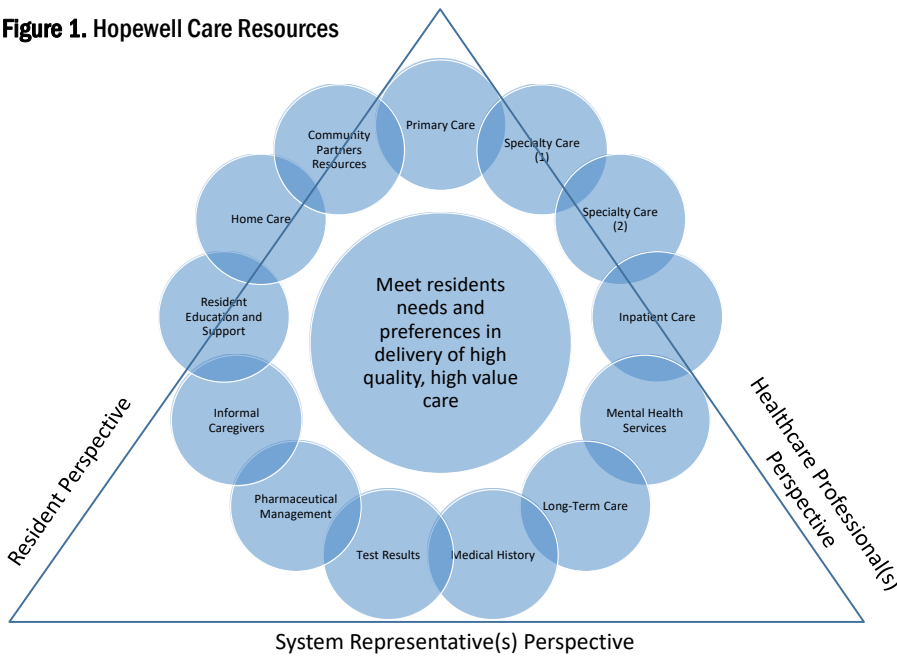 Figure 1. Hopewell Care Resources
Primary Care
Specialty Care
(1)
Specialty Care
(2)
Inpatient Care
Mental Health
Services
Long-Term Care
Medical History
Test Results
Pharmaceutical
Management
Informal
Caregivers
Resident
Education and
Support
Home Care
Community
Partners
Resources
Meet residents
needs and
preferences in
delivery of high
quality, high value
care
Resident Perspective
Healthcare Professional(s)
Perspective
System Representative(s) Perspective